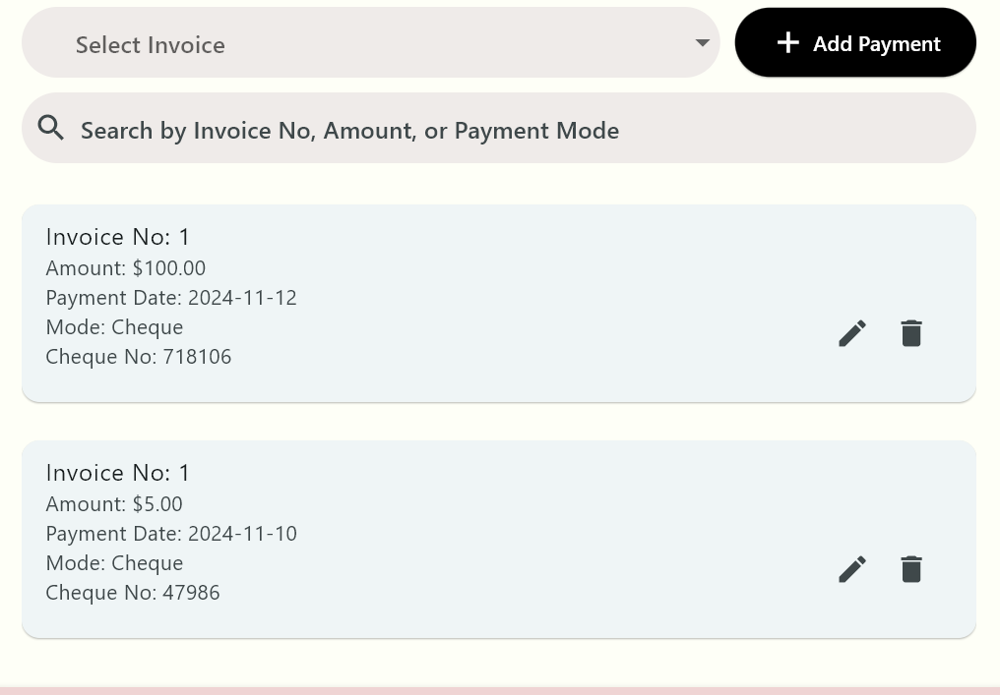 Select Invoice
Add Payment
Search by Invoice No, Amount, or Payment Mode
Invoice No: 1
Amount: $100.00
Payment Date: 2024-11-12
Mode: Cheque
Cheque No: 718106
Invoice No: 1
Amount: $5.00
Payment Date: 2024-11-10
Mode: Cheque
Cheque No: 47986